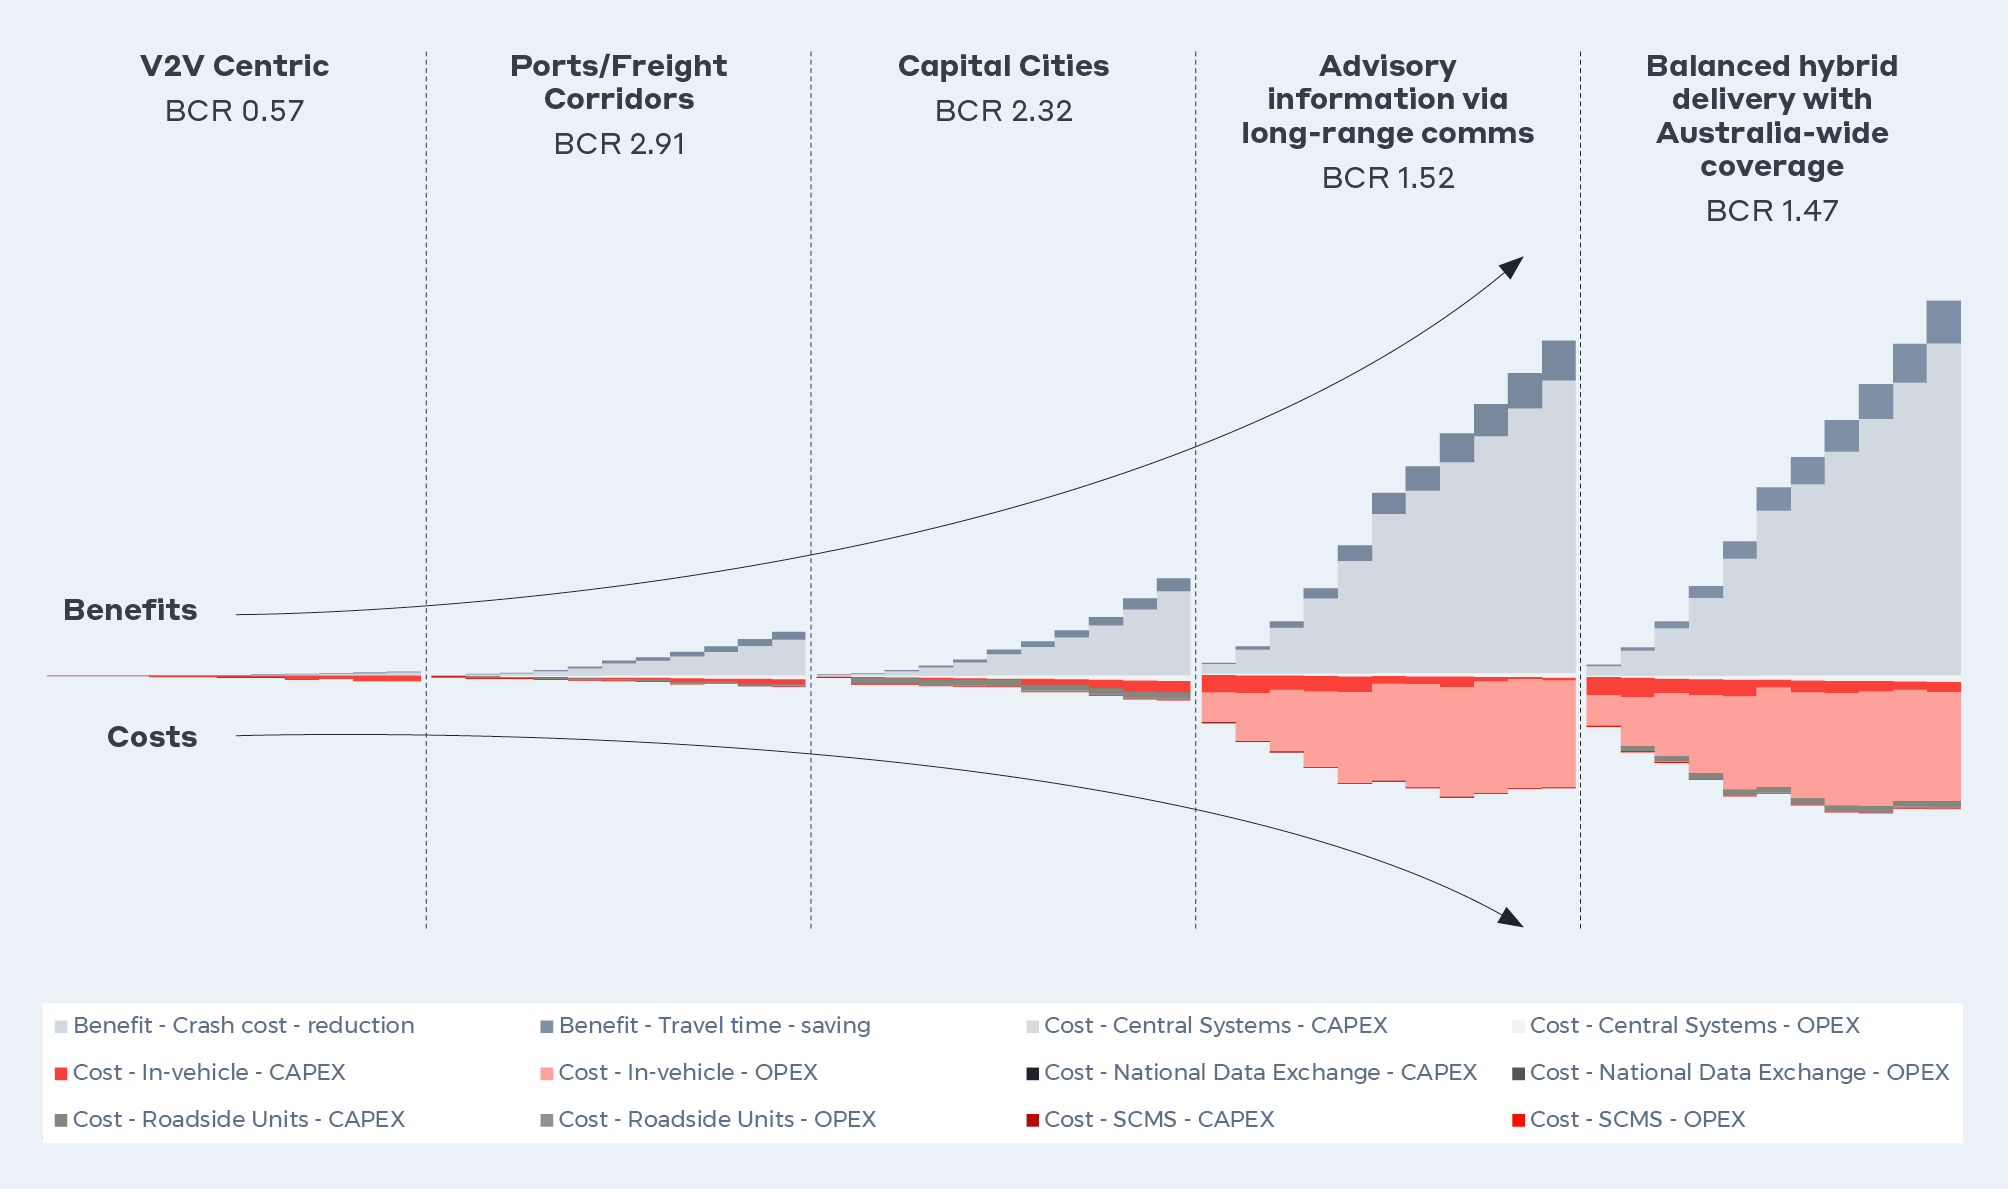 V2V Centric
BCR 0.57
Ports/Freight
Corridors
BCR 2.91
Capital Cities
BCR 2.32
Advisory
information via
long-range comms
BCR 1.52
Balanced hybrid
delivery with
Australia-wide
coverage
BCR 1.47
Benefits
Costs
Benefit - Crash cost - reduction
Benefit - Travel time - saving
Cost - Central Systems - CAPEX
Cost - Central Systems - OPEX
Cost - In-vehicle - CAPEX
Cost - In-vehicle - OPEX
Cost - National Data Exchange - CAPEX
Cost - National Data Exchange - OPEX
Cost - Roadside Units - CAPEX
Cost - Roadside Units - OPEX
Cost - SCMS - CAPEX
Cost - SCMS - OPEX